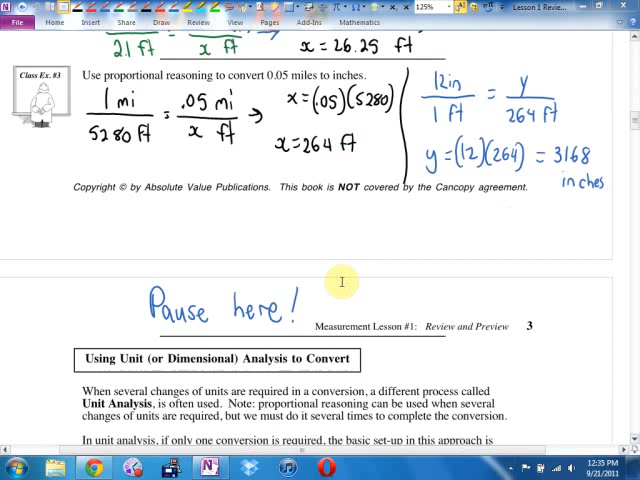 125%
Lesson 1 Revie...
File
Home
Insert
Share
Draw
Review
View
Page
Add-Ins
Mathematics
21 ft = x ft
x = 26.25 ft
Class Ex. #3
Use proportional reasoning to convert 0.05 miles to inches.
1 mi / 5280 ft = .05 mi / x ft → x = (.05)(5280)
x = 264 ft
12in / 1 ft = y / 264 ft
y = (12)(264) = 3168 inches
Copyright © by Absolute Value Publications. This book is NOT covered by the Cancopy agreement.
Pause here!
Measurement Lesson #1: Review and Preview 3
Using Unit (or Dimensional) Analysis to Convert
When several changes of units are required in a conversion, a different process called
Unit Analysis, is often used. Note: proportional reasoning can be used when several
changes of units are required, but we must do it several times to complete the conversion.
In unit analysis, if only one conversion is required, the basic set-up in this approach is
12:35 PM
9/21/2011